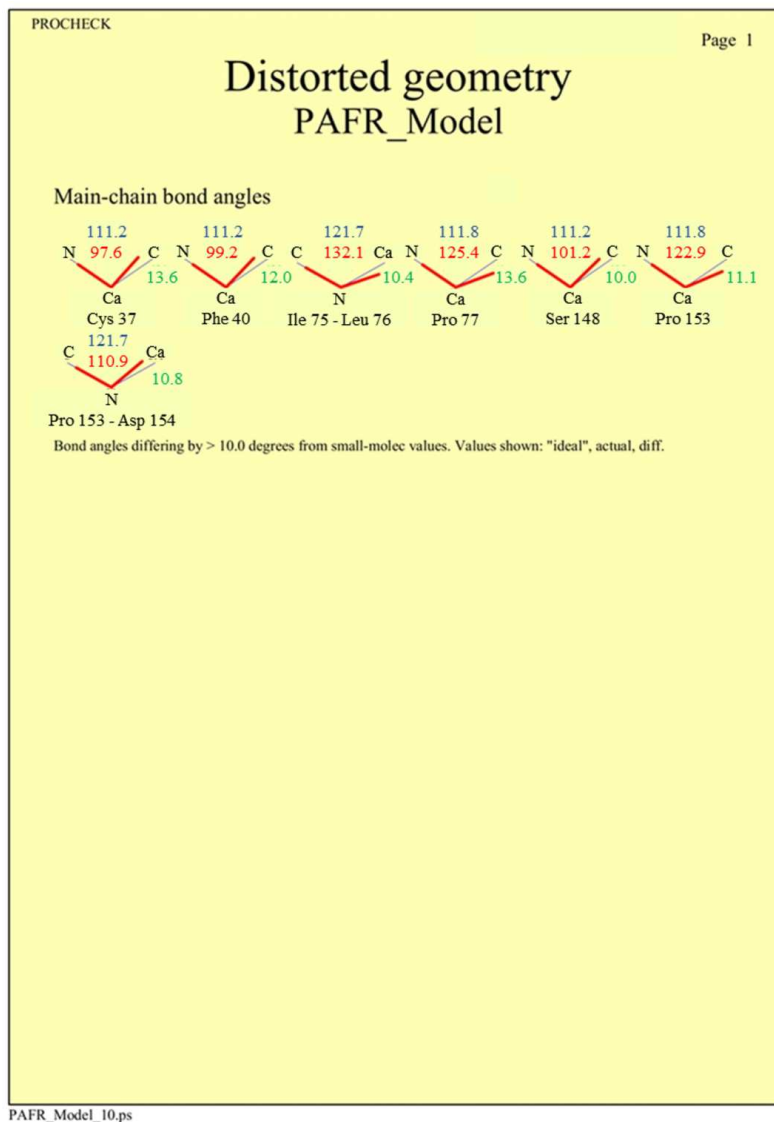 PROCHECK
Page 1
Distorted geometry
PAFR_Model
Main-chain bond angles
111.2 111.2 121.7 111.8 111.2 111.8
N 97.6 C N 99.2 C C 132.1 Ca N 125.4 C N 101.2 C N 122.9 C
13.6 12.0 10.4 13.6 10.0 11.1
Ca Ca N Ca Ca Ca
Cys 37 Phe 40 Ile 75 - Leu 76 Pro 77 Ser 148 Pro 153
121.7
C 110.9 Ca
10.8
N
Pro 153 - Asp 154
Bond angles differing by > 10.0 degrees from small-molec values. Values shown: "ideal", actual, diff.
PAFR_Model_10.ps